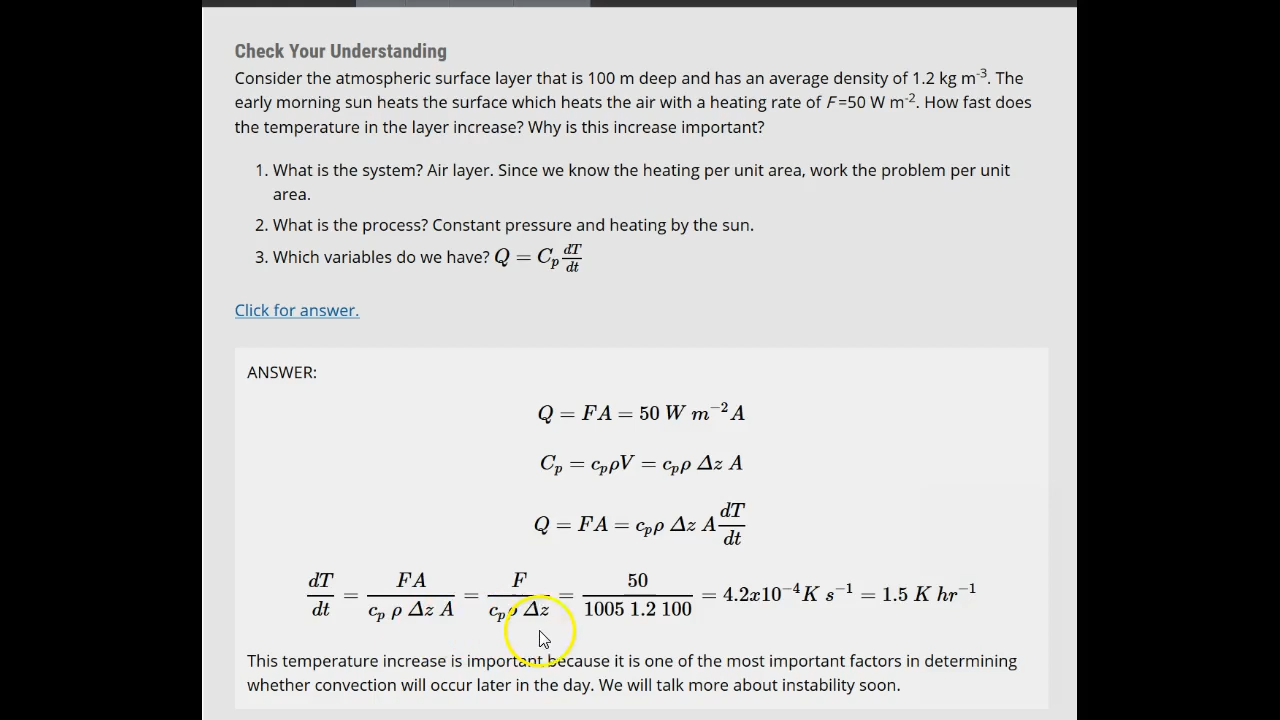 Check Your Understanding
Consider the atmospheric surface layer that is 100 m deep and has an average density of 1.2 kg m⁻³. The
early morning sun heats the surface which heats the air with a heating rate of F=50 W m⁻². How fast does
the temperature in the layer increase? Why is this increase important?
1. What is the system? Air layer. Since we know the heating per unit area, work the problem per unit
area.
2. What is the process? Constant pressure and heating by the sun.
3. Which variables do we have? Q = C_p dT/dt
Click for answer.
ANSWER:
Q = FA = 50 W m⁻² A
C_p = c_p ρV = c_p ρ Δz A
Q = FA = c_p ρ Δz A dT/dt
dT/dt = FA/(c_p ρ Δz A) = F/(c_p ρ Δz) = 50/(1005 1.2 100) = 4.2x10⁻⁴ K s⁻¹ = 1.5 K hr⁻¹
This temperature increase is important because it is one of the most important factors in determining
whether convection will occur later in the day. We will talk more about instability soon.